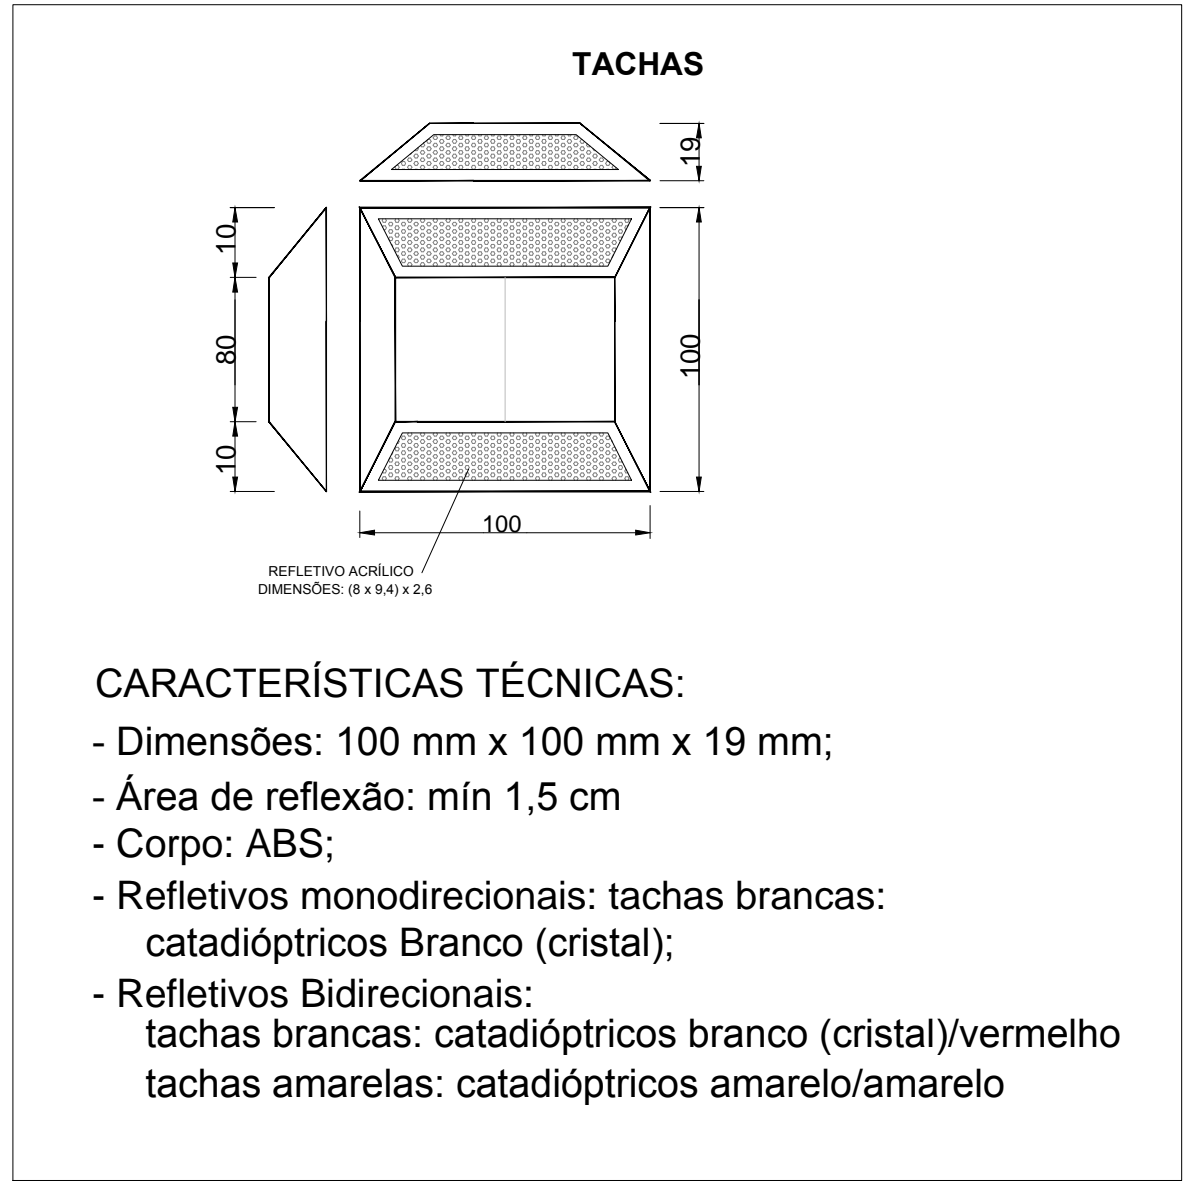 TACHAS
19
10
80
10
100
100
REFLETIVO ACRÍLICO
DIMENSÕES: (8 x 9,4) x 2,6
CARACTERÍSTICAS TÉCNICAS:
- Dimensões: 100 mm x 100 mm x 19 mm;
- Área de reflexão: mín 1,5 cm
- Corpo: ABS;
- Refletivos monodirecionais: tachas brancas:
catadióptricos Branco (cristal);
- Refletivos Bidirecionais:
tachas brancas: catadióptricos branco (cristal)/vermelho
tachas amarelas: catadióptricos amarelo/amarelo